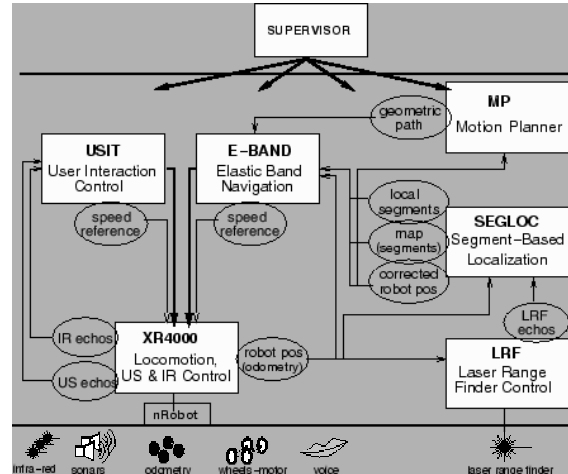 SUPERVISOR
MP
Motion Planner
geometric
path
USIT
User Interaction
Control
E-BAND
Elastic Band
Navigation
speed
reference
speed
reference
local
segments
map
(segments)
corrected
robot pos
SEGLOC
Segment-Based
Localization
LRF
echos
IR echos
US echos
XR4000
Locomotion,
US & IR Control
robot pos
(odometry)
LRF
Laser Range
Finder Control
nRobot
infra-red
sonars
odometry
wheels-motor
voice
laser range finder